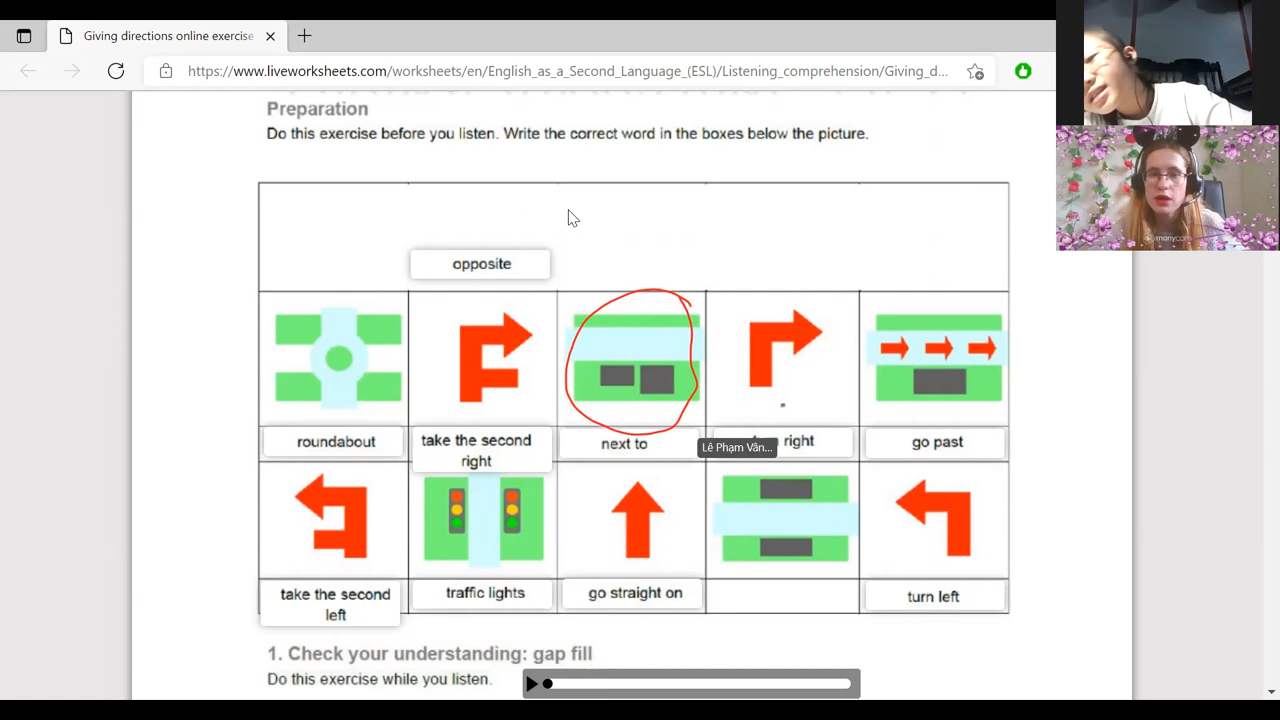 Giving directions online exercise
https://www.liveworksheets.com/worksheets/en/English_as_a_Second_Language_(ESL)/Listening_comprehension/Giving_d...
Preparation
Do this exercise before you listen. Write the correct word in the boxes below the picture.
opposite
roundabout
take the second
right
next to
right
go past
Lê Phạm Vân...
take the second
left
traffic lights
go straight on
turn left
1. Check your understanding: gap fill
Do this exercise while you listen.
manycam